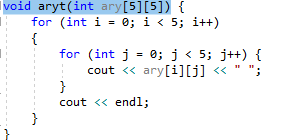 void aryt(int ary[5][5]) {
    for (int i = 0; i < 5; i++)
    {
        for (int j = 0; j < 5; j++) {
            cout << ary[i][j] << " ";
        }
        cout << endl;
    }
}